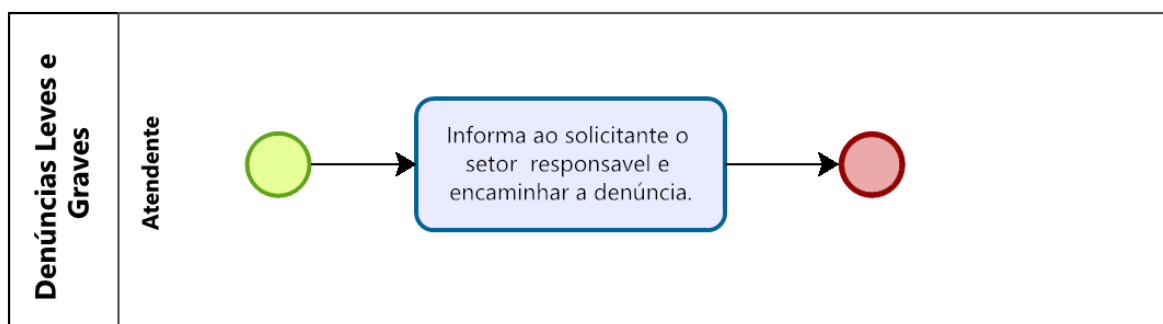 Denúncias Leves e
Graves
Atendente
Informa ao solicitante o
setor  responsavel e
encaminhar a denúncia.